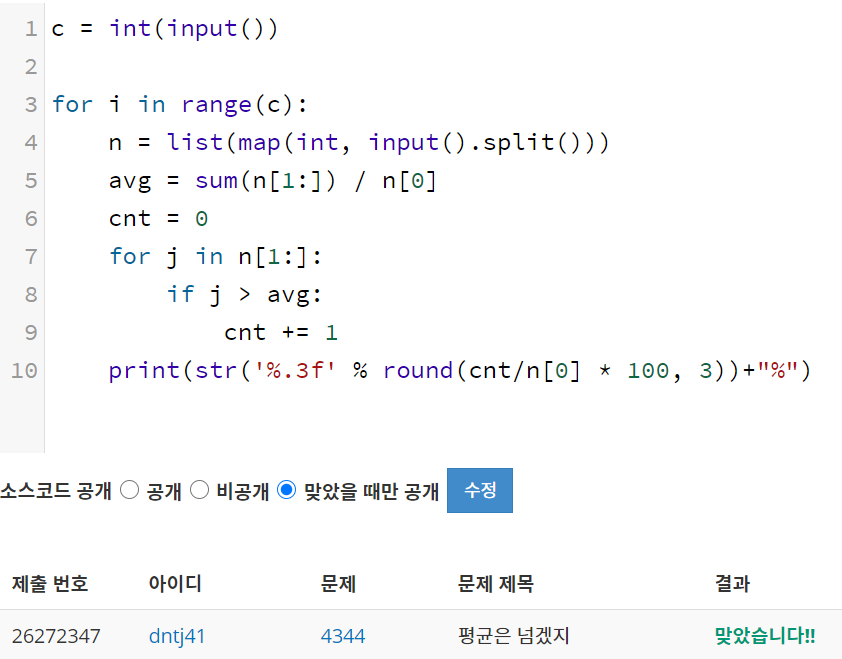 1 c = int(input())
2
3 for i in range(c):
4     n = list(map(int, input().split()))
5     avg = sum(n[1:]) / n[0]
6     cnt = 0
7     for j in n[1:]:
8         if j > avg:
9             cnt += 1
10     print(str('%.3f' % round(cnt/n[0] * 100, 3))+"%")
소스코드 공개 공개 비공개 맞았을 때만 공개 수정
제출 번호 아이디 문제 문제 제목 결과
26272347 dntj41 4344 평균은 넘겠지 맞았습니다!!